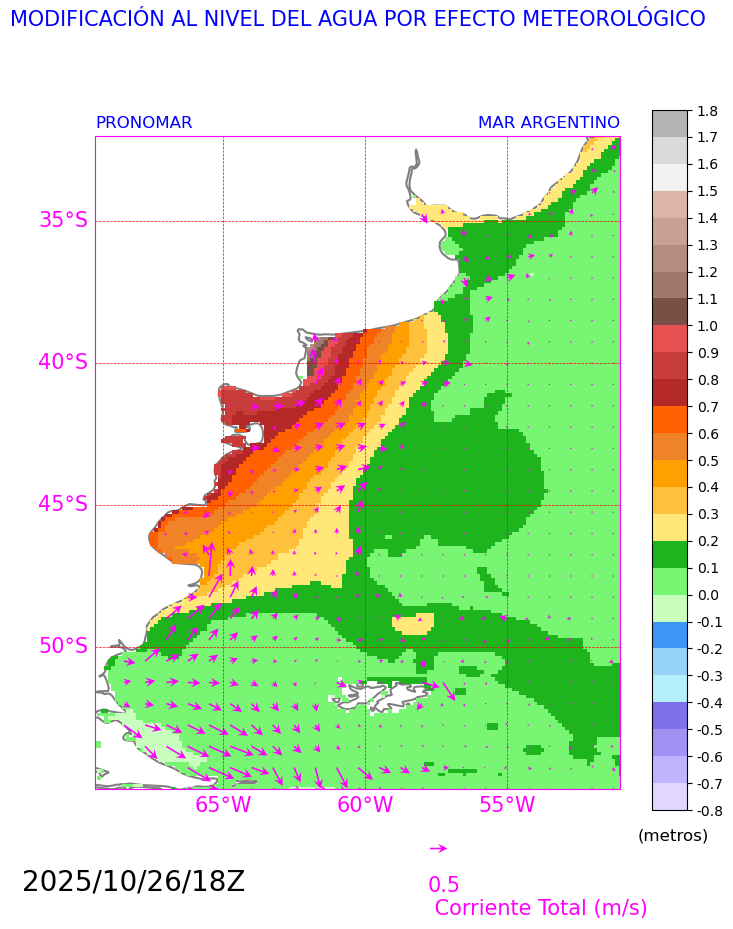 MODIFICACIÓN AL NIVEL DEL AGUA POR EFECTO METEOROLÓGICO
PRONOMAR MAR ARGENTINO
35°S
40°S
45°S
50°S
65°W 60°W 55°W
1.8
1.7
1.6
1.5
1.4
1.3
1.2
1.1
1.0
0.9
0.8
0.7
0.6
0.5
0.4
0.3
0.2
0.1
0.0
-0.1
-0.2
-0.3
-0.4
-0.5
-0.6
-0.7
-0.8
(metros)
2025/10/26/18Z
0.5
Corriente Total (m/s)